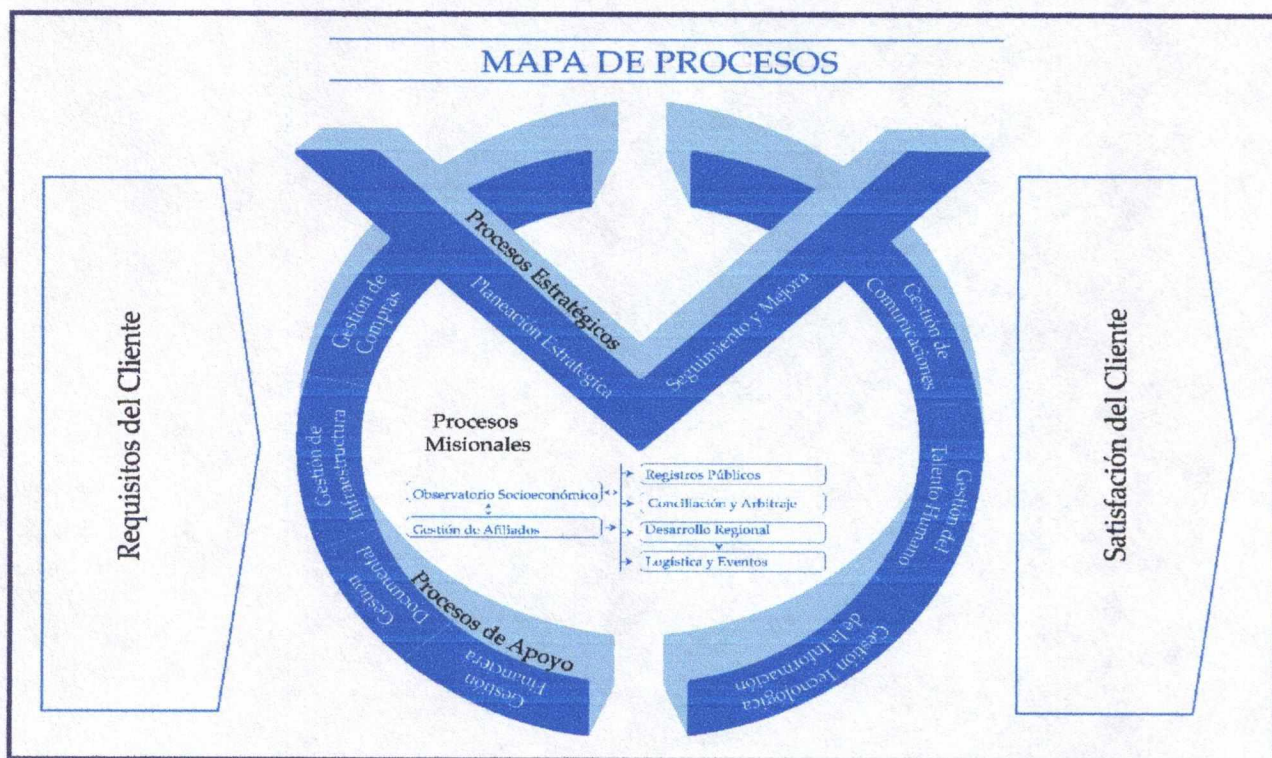 MAPA DE PROCESOS
Requisitos del Cliente
Procesos Estratégicos
Planeación Estratégica
Seguimiento y Mejora
Gestión de
Compras
Gestión de
Infraestructura
Gestión
Documental
Procesos de Apoyo
Gestión
Financiera
Procesos
Misionales
Observatorio Socioeconómico
Gestión de Afiliados
Registros Públicos
Conciliación y Arbitraje
Desarrollo Regional
Logística y Eventos
Gestión de
Comunicaciones
Gestión del
Talento Humano
Gestión Tecnológica
de la Información
Satisfacción del Cliente